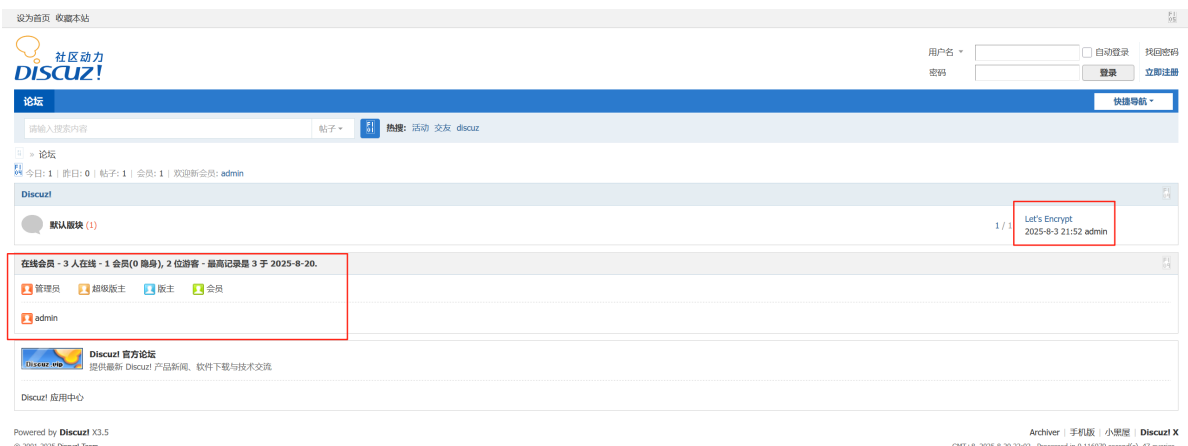 设为首页 收藏本站
社区动力
DISCUZ!
用户名 自动登录 找回密码
密码 登录 立即注册
论坛 快捷导航
请输入搜索内容 帖子 热搜: 活动 交友 discuz
» 论坛
今日: 1 | 昨日: 0 | 帖子: 1 | 会员: 1 | 欢迎新会员: admin
Discuz!
默认版块 (1) 1 / 1 Let's Encrypt
2025-8-3 21:52 admin
在线会员 - 3 人在线 - 1 会员(0 隐身), 2 位游客 - 最高记录是 3 于 2025-8-20.
管理员 超级版主 版主 会员
admin
Discuz! 官方论坛
提供最新 Discuz! 产品新闻、软件下载与技术交流
Discuz! 应用中心
Powered by Discuz! X3.5 Archiver | 手机版 | 小黑屋 | Discuz! X